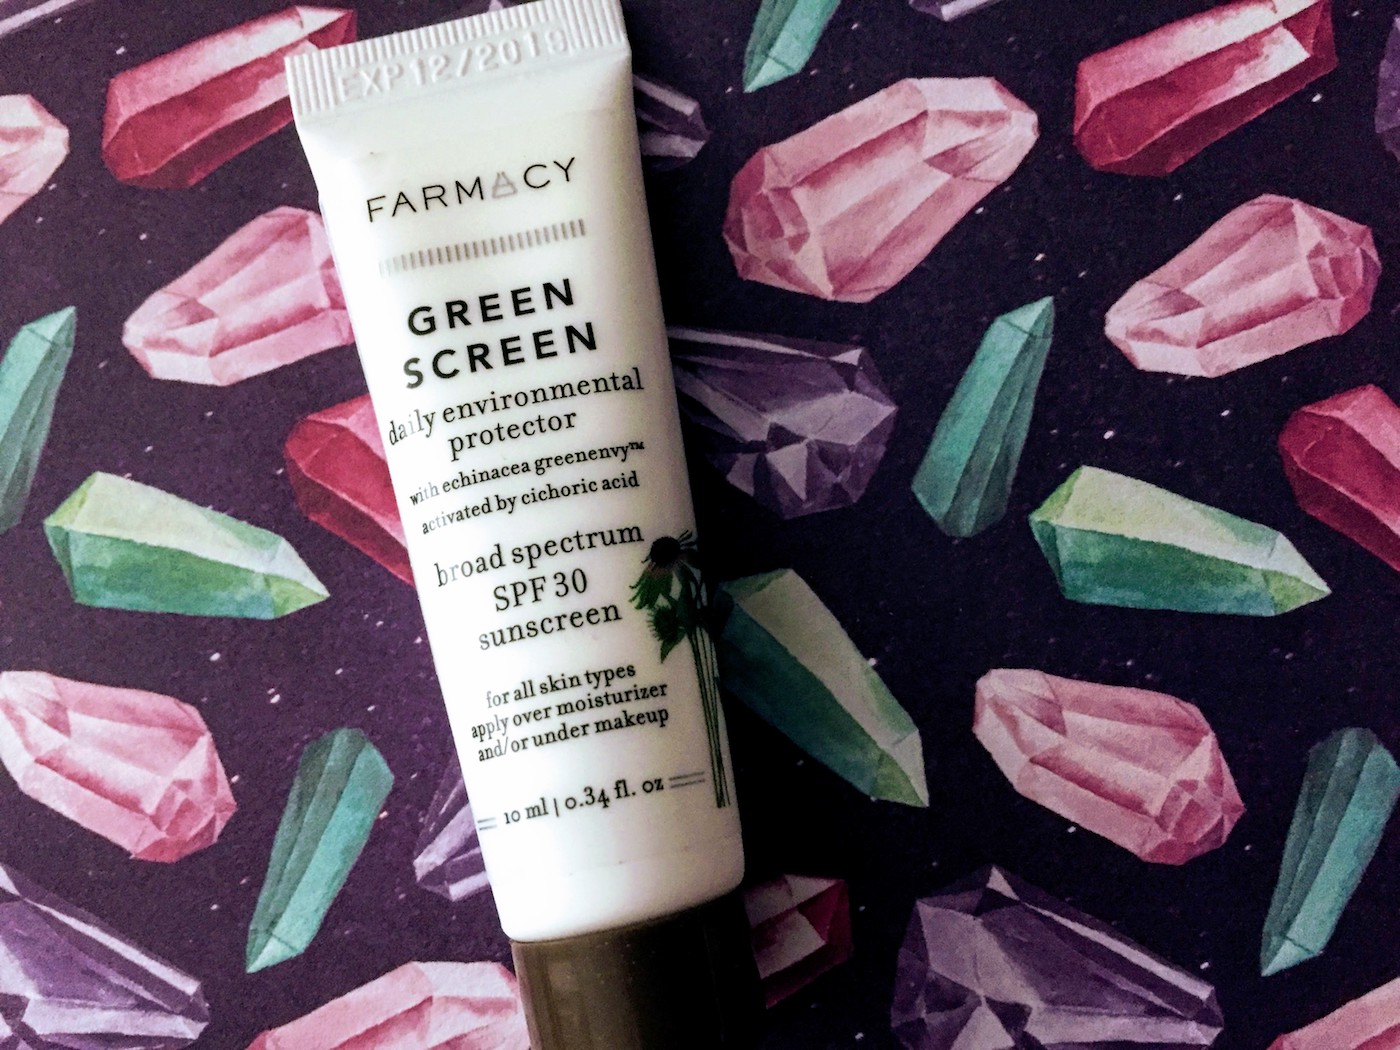 EXP 12/2019
FARMACY
GREEN
SCREEN
daily environmental
protector
with echinacea greenenvy™
activated by cichoric acid
broad spectrum
SPF 30
sunscreen
for all skin types
apply over moisturizer
and/or under makeup
10 ml | 0.34 fl. oz